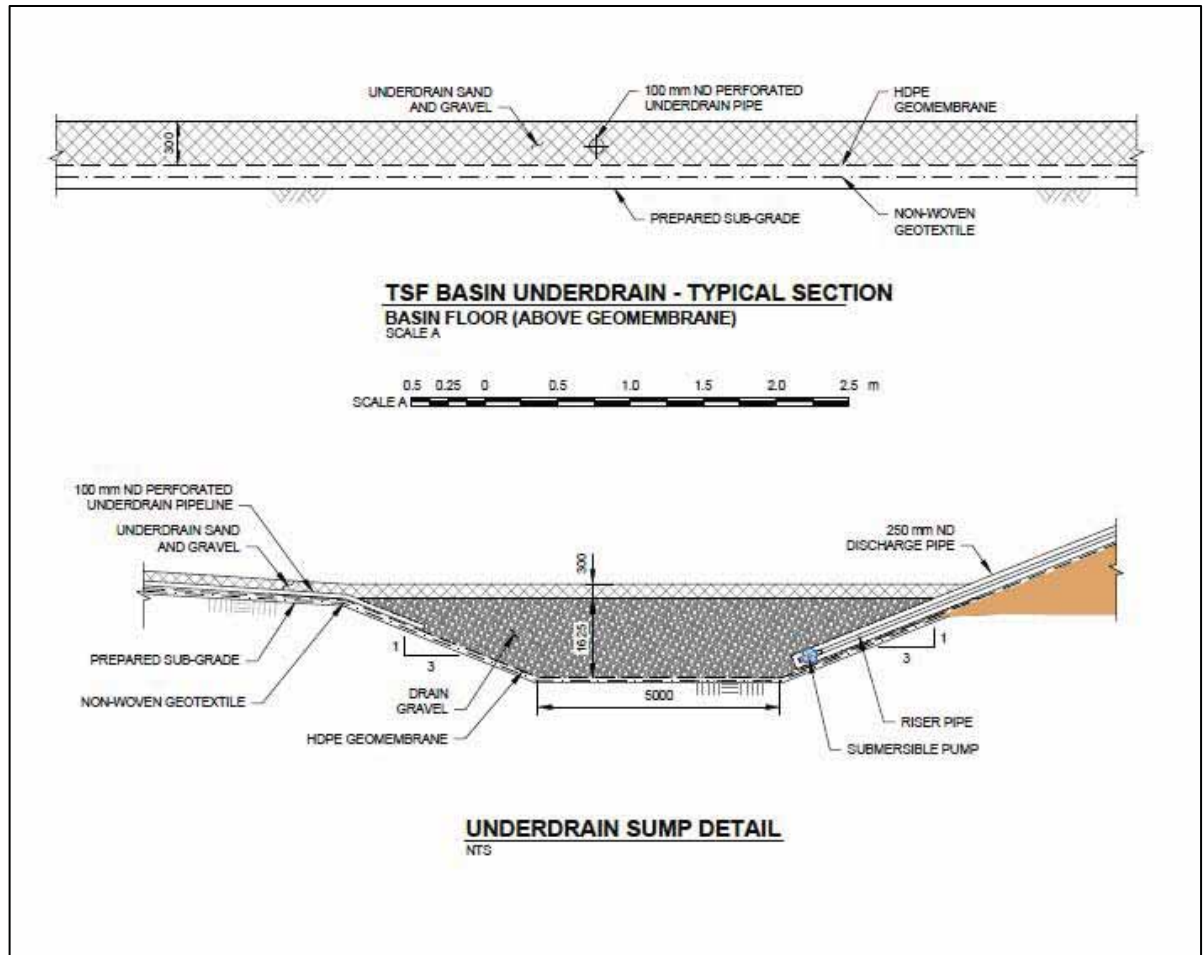 UNDERDRAIN SAND
AND GRAVEL
100 mm ND PERFORATED
UNDERDRAIN PIPE
HDPE
GEOMEMBRANE
300
PREPARED SUB-GRADE
NON-WOVEN
GEOTEXTILE
TSF BASIN UNDERDRAIN - TYPICAL SECTION
BASIN FLOOR (ABOVE GEOMEMBRANE)
SCALE A
0.5 0.25 0 0.5 1.0 1.5 2.0 2.5 m
SCALE A
100 mm ND PERFORATED
UNDERDRAIN PIPELINE
UNDERDRAIN SAND
AND GRAVEL
250 mm ND
DISCHARGE PIPE
300
1625
1
3
1
3
PREPARED SUB-GRADE
NON-WOVEN GEOTEXTILE
DRAIN
GRAVEL
HDPE GEOMEMBRANE
5000
RISER PIPE
SUBMERSIBLE PUMP
UNDERDRAIN SUMP DETAIL
NTS